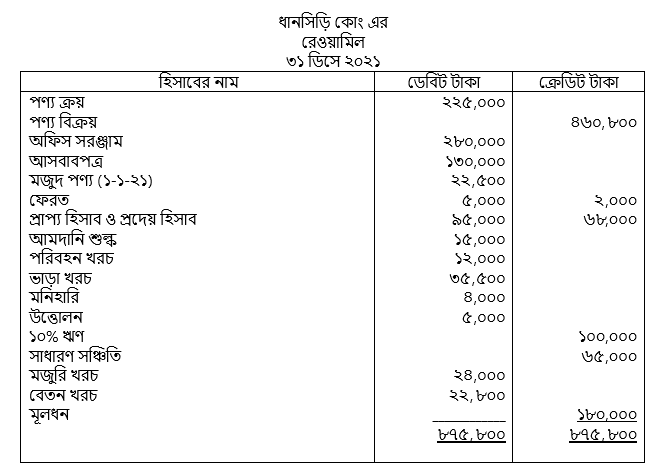 ধানসিড়ি কোং এর
রেওয়ামিল
৩১ ডিসে ২০২১
হিসাবের নাম ডেবিট টাকা ক্রেডিট টাকা
পণ্য ক্রয় ২২৫,০০০
পণ্য বিক্রয় ৪৬০,৮০০
অফিস সরঞ্জাম ২৮০,০০০
আসবাবপত্র ১৩০,০০০
মজুদ পণ্য (১-১-২১) ২২,৫০০
ফেরত ৫,০০০ ২,০০০
প্রাপ্য হিসাব ও প্রদেয় হিসাব ৯৫,০০০ ৬৮,০০০
আমদানি শুল্ক ১৫,০০০
পরিবহন খরচ ১২,০০০
ভাড়া খরচ ৩৫,৫০০
মনিহারি ৪,০০০
উত্তোলন ৫,০০০
১০% ঋণ ১০০,০০০
সাধারণ সঞ্চিতি ৬৫,০০০
মজুরি খরচ ২৪,০০০
বেতন খরচ ২২,৮০০
মূলধন ১৮০,০০০
৮৭৫,৮০০ ৮৭৫,৮০০